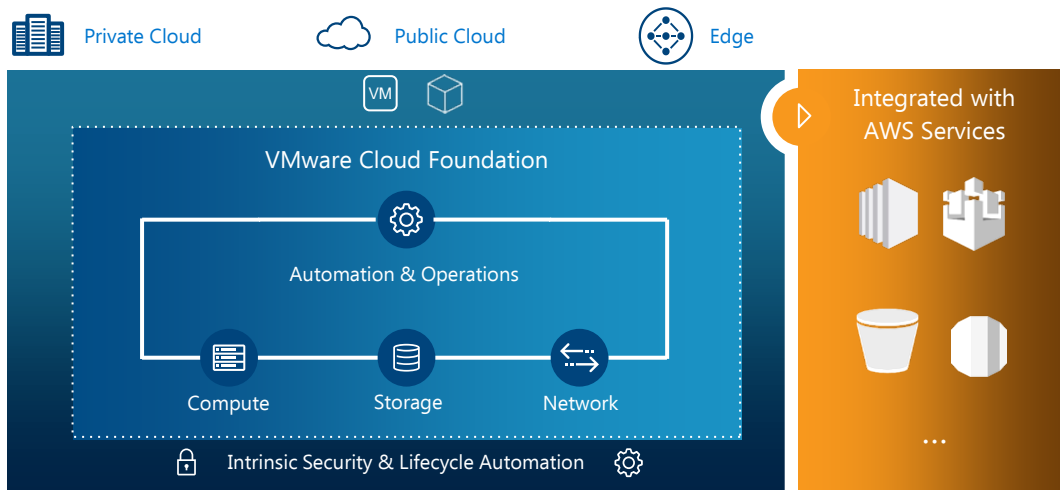 Private Cloud
Public Cloud
Edge
VM
VMware Cloud Foundation
Automation & Operations
Compute
Storage
Network
Intrinsic Security & Lifecycle Automation
Integrated with
AWS Services
...